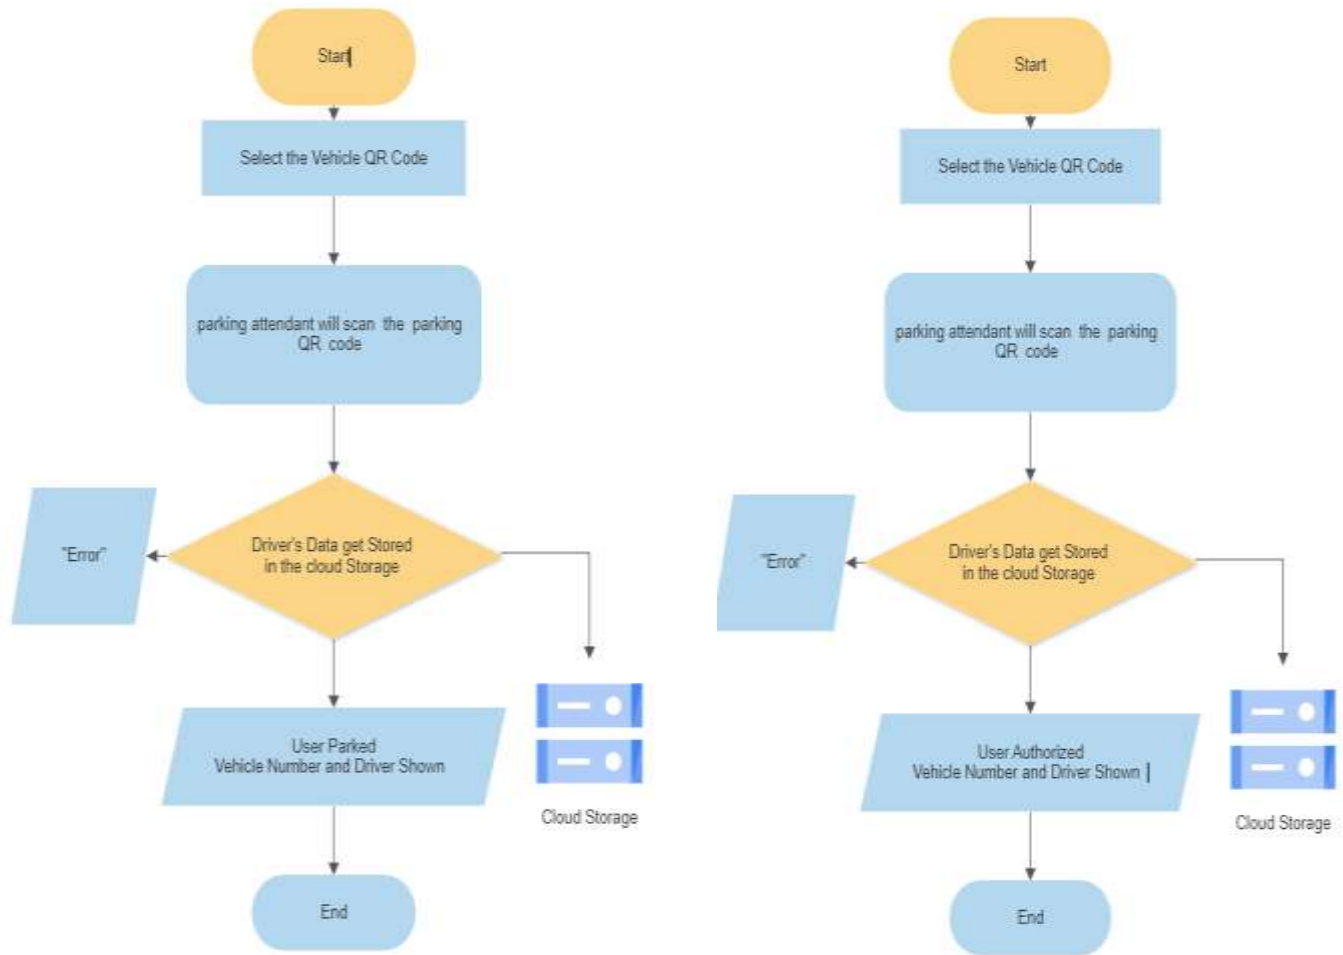 Start
Select the Vehicle QR Code
parking attendant will scan the parking
QR code
"Error"
Driver's Data get Stored
in the cloud Storage
User Parked
Vehicle Number and Driver Shown
Cloud Storage
End
Start
Select the Vehicle QR Code
parking attendant will scan the parking
QR code
"Error"
Driver's Data get Stored
in the cloud Storage
User Authorized
Vehicle Number and Driver Shown
Cloud Storage
End